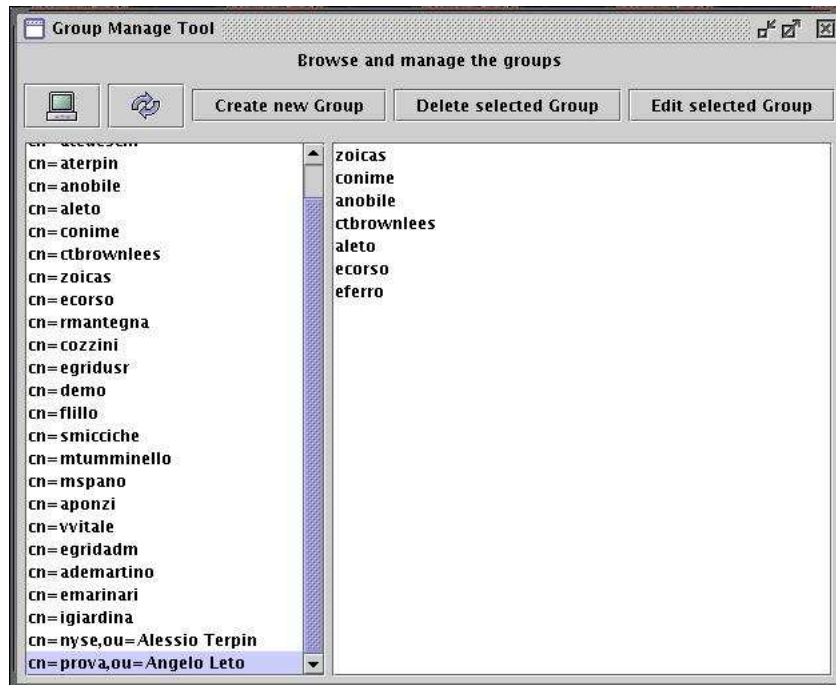 Group Manage Tool
Browse and manage the groups
Create new Group
Delete selected Group
Edit selected Group
cn=aterpin
cn=anobile
cn=aleto
cn=conime
cn=ctbrownlees
cn=zoicas
cn=ecorso
cn=rmantegna
cn=cozzini
cn=egridusr
cn=demo
cn=flillo
cn=smicciche
cn=mtumminello
cn=mspano
cn=aponzi
cn=vvitale
cn=egridadm
cn=ademartino
cn=emarinari
cn=igiardina
cn=nyse,ou=Alessio Terpin
cn=prova,ou=Angelo Leto
zoicas
conime
anobile
ctbrownlees
aleto
ecorso
eferro